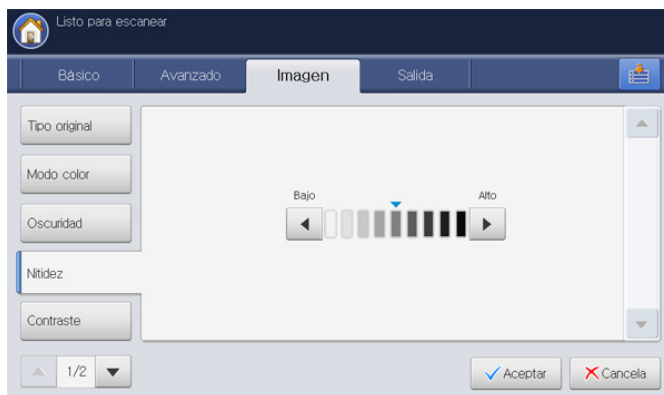 Listo para escanear
Básico
Avanzado
Imagen
Salida
Tipo original
Modo color
Oscuridad
Nitidez
Contraste
Bajo
Alto
1/2
Aceptar
Cancela